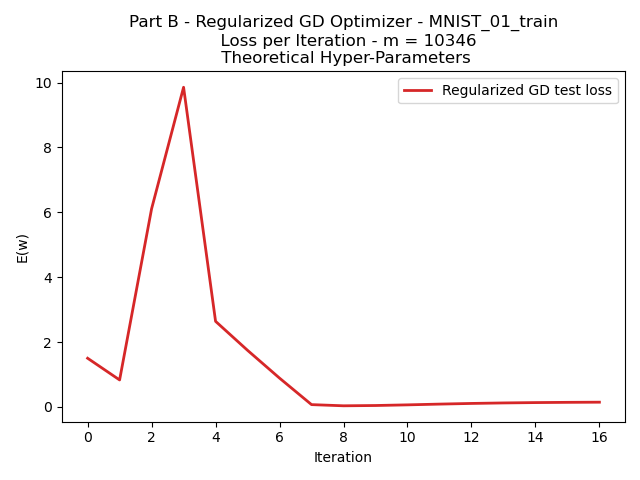 Part B - Regularized GD Optimizer - MNIST_01_train
Loss per Iteration - m = 10346
Theoretical Hyper-Parameters
Regularized GD test loss
E(w)
10
8
6
4
2
0
0 2 4 6 8 10 12 14 16
Iteration